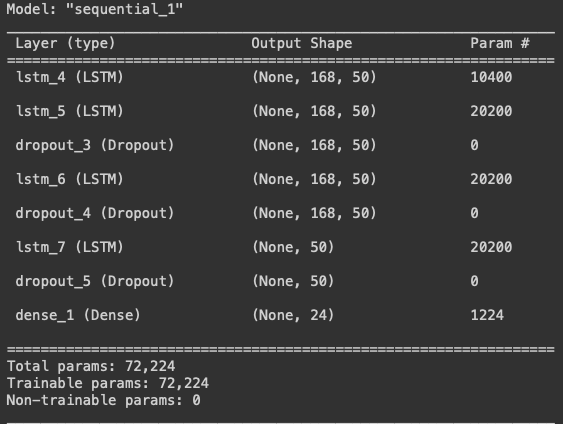 Model: "sequential_1"
Layer (type) Output Shape Param #
lstm_4 (LSTM) (None, 168, 50) 10400
lstm_5 (LSTM) (None, 168, 50) 20200
dropout_3 (Dropout) (None, 168, 50) 0
lstm_6 (LSTM) (None, 168, 50) 20200
dropout_4 (Dropout) (None, 168, 50) 0
lstm_7 (LSTM) (None, 50) 20200
dropout_5 (Dropout) (None, 50) 0
dense_1 (Dense) (None, 24) 1224
Total params: 72,224
Trainable params: 72,224
Non-trainable params: 0